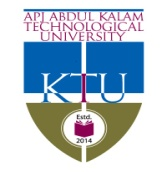 APJ ABDUL KALAM
TECHNOLOGICAL
UNIVERSITY
KTU
Estd.
2014